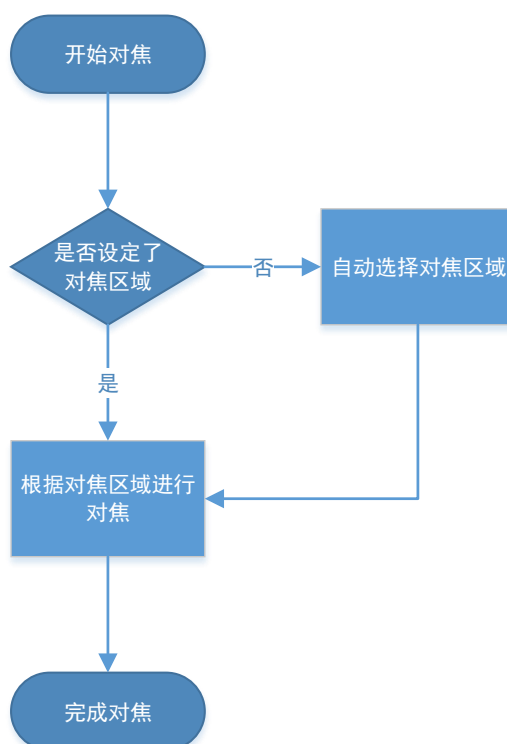 开始对焦
是否设定了
对焦区域
否
自动选择对焦区域
是
根据对焦区域进行
对焦
完成对焦